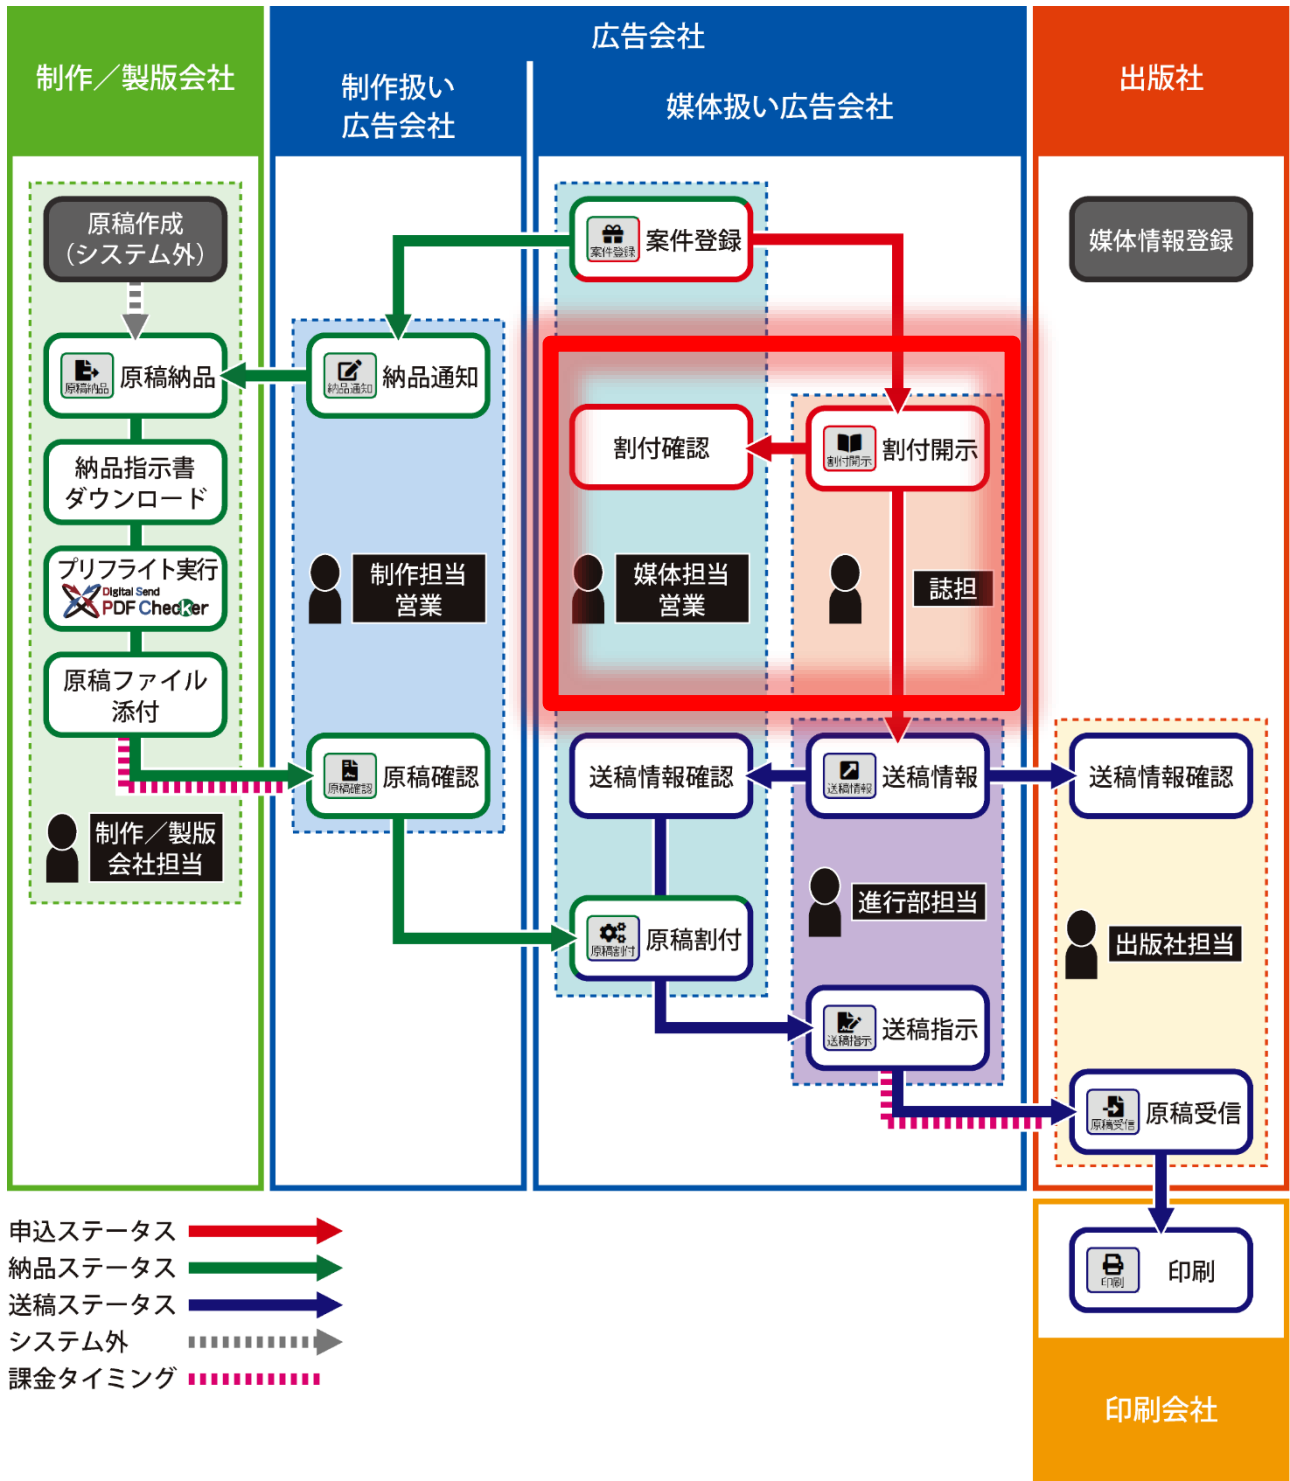 広告会社
制作／製版会社
制作扱い
広告会社
媒体扱い広告会社
出版社
原稿作成
（システム外）
案件登録
案件登録
媒体情報登録
原稿納品
原稿納品
納品通知
納品通知
割付確認
割付開示
割付開示
納品指示書
ダウンロード
プリフライト実行
Digital Send
PDF Checker
制作担当
営業
媒体担当
営業
誌担
原稿ファイル
添付
原稿確認
原稿確認
送稿情報確認
送稿情報
送稿情報
送稿情報確認
制作／製版
会社担当
進行部担当
原稿割付
原稿割付
出版社担当
送稿指示
送稿指示
原稿受信
原稿受信
申込ステータス
納品ステータス
送稿ステータス
システム外
課金タイミング
印刷
印刷
印刷会社